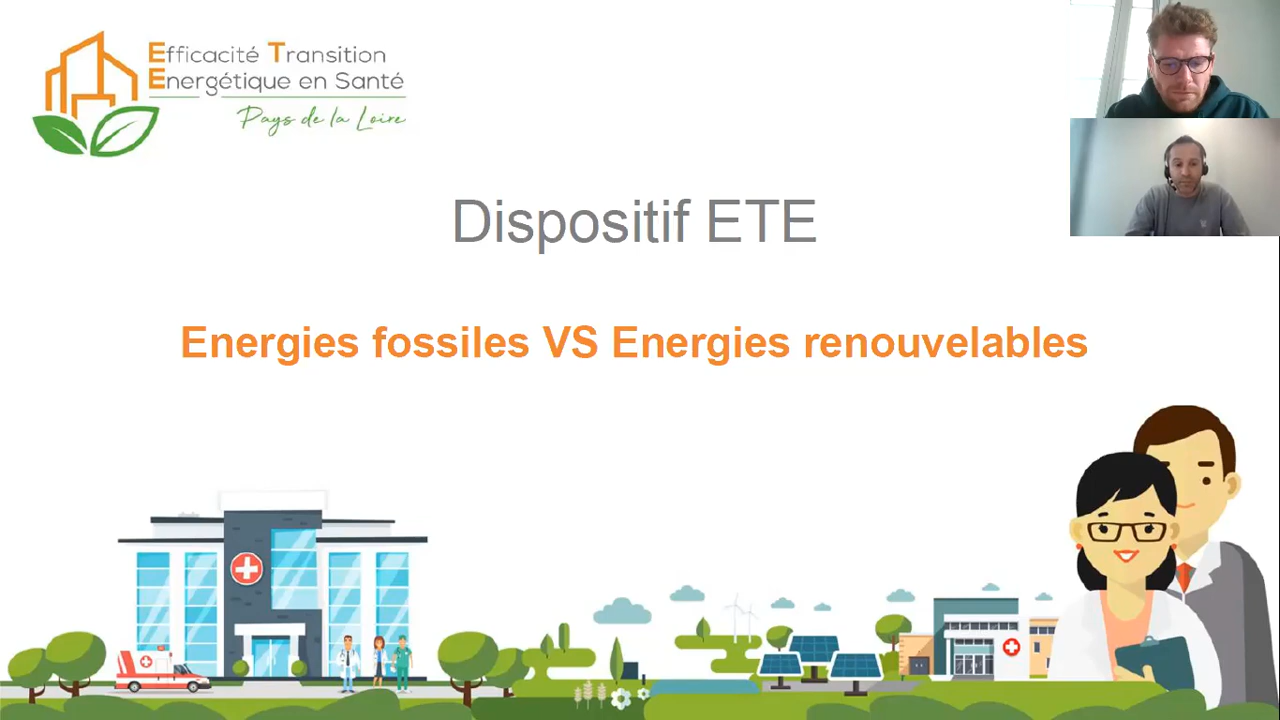 Efficacité Transition
Energétique en Santé
Pays de la Loire
Dispositif ETE
Energies fossiles VS Energies renouvelables